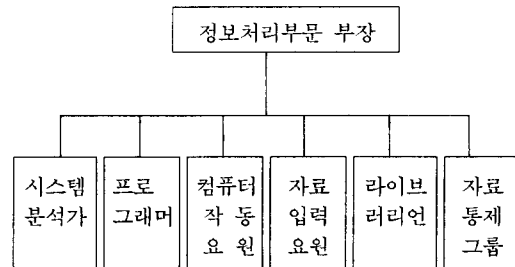 정보처리부문 부장
시스템
분석가
프로
그래머
컴퓨터
작 동
요 원
자료
입력
요원
라이브
러리언
자료
통제
그룹